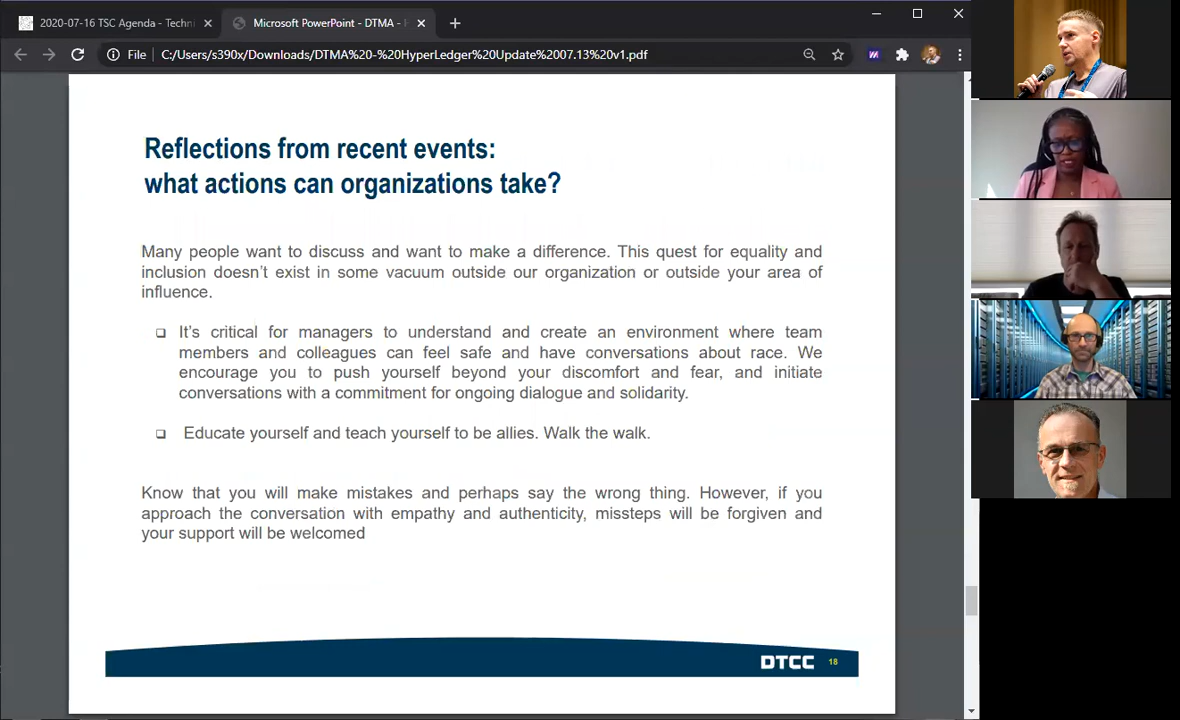 2020-07-16 TSC Agenda - Techni
Microsoft PowerPoint - DTMA -
File
C:/Users/s390x/Downloads/DTMA%20-%20HyperLedger%20Update%2007.13%20v1.pdf
Reflections from recent events:
what actions can organizations take?
Many people want to discuss and want to make a difference. This quest for equality and
inclusion doesn’t exist in some vacuum outside our organization or outside your area of
influence.
It’s critical for managers to understand and create an environment where team
members and colleagues can feel safe and have conversations about race. We
encourage you to push yourself beyond your discomfort and fear, and initiate
conversations with a commitment for ongoing dialogue and solidarity.
Educate yourself and teach yourself to be allies. Walk the walk.
Know that you will make mistakes and perhaps say the wrong thing. However, if you
approach the conversation with empathy and authenticity, missteps will be forgiven and
your support will be welcomed
DTCC 18